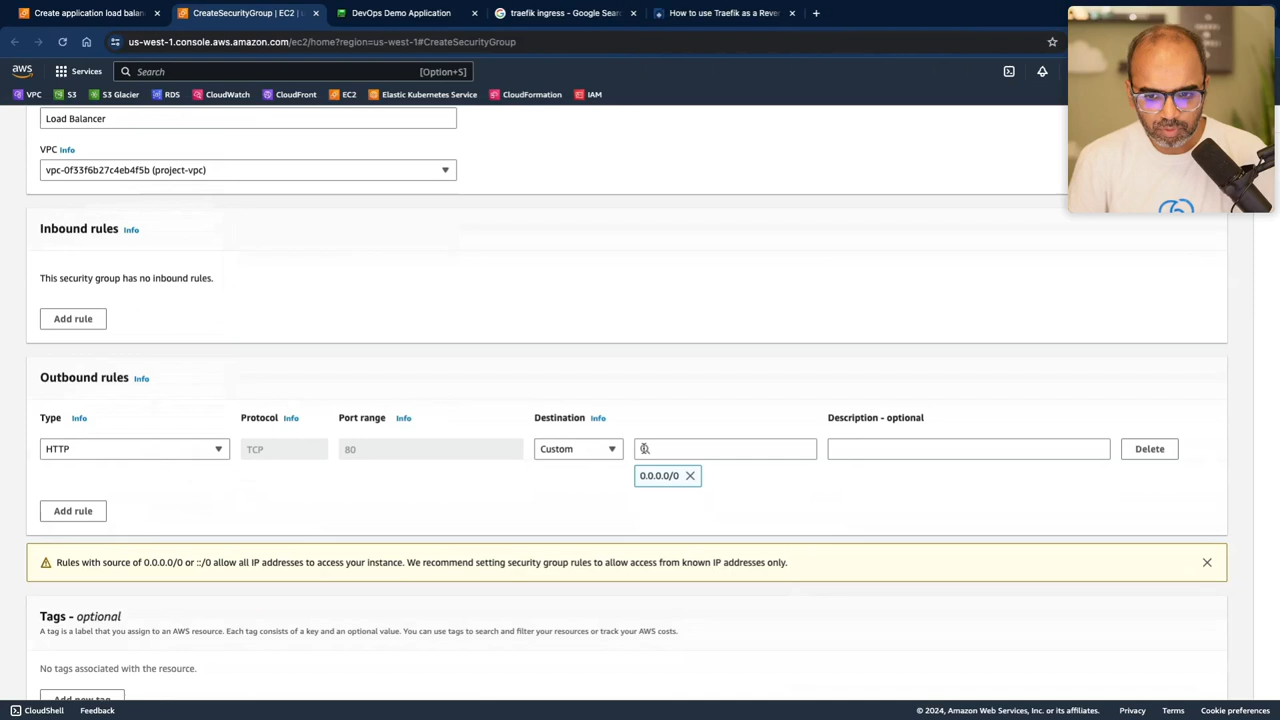 Application load balanc
CreateSecurityGroup | EC2 | u
DevOps Demo Application
traefik ingress - Google Sear
How to use Traefik as a Rever
us-west-1.console.aws.amazon.com/ec2/home?region=us-west-1#CreateSecurityGroup
aws
Services
Search
[Option+S]
VPC
S3
S3 Glacier
RDS
CloudWatch
CloudFront
EC2
Elastic Kubernetes Service
CloudFormation
IAM
Load Balancer
VPC Info
vpc-0f33f6b27c4eb4f5b (project-vpc)
Inbound rules Info
This security group has no inbound rules.
Add rule
Outbound rules Info
Type Info
Protocol Info
Port range Info
Destination Info
Description - optional
HTTP
TCP
80
Custom
Delete
0.0.0.0/0
Add rule
Rules with source of 0.0.0.0/0 or ::/0 allow all IP addresses to access your instance. We recommend setting security group rules to allow access from known IP addresses only.
Tags - optional
A tag is a label that you assign to an AWS resource. Each tag consists of a key and an optional value. You can use tags to search and filter your resources or track your AWS costs.
No tags associated with the resource.
Add new tag
CloudShell
Feedback
© 2024, Amazon Web Services, Inc. or its affiliates.
Privacy
Terms
Cookie preferences